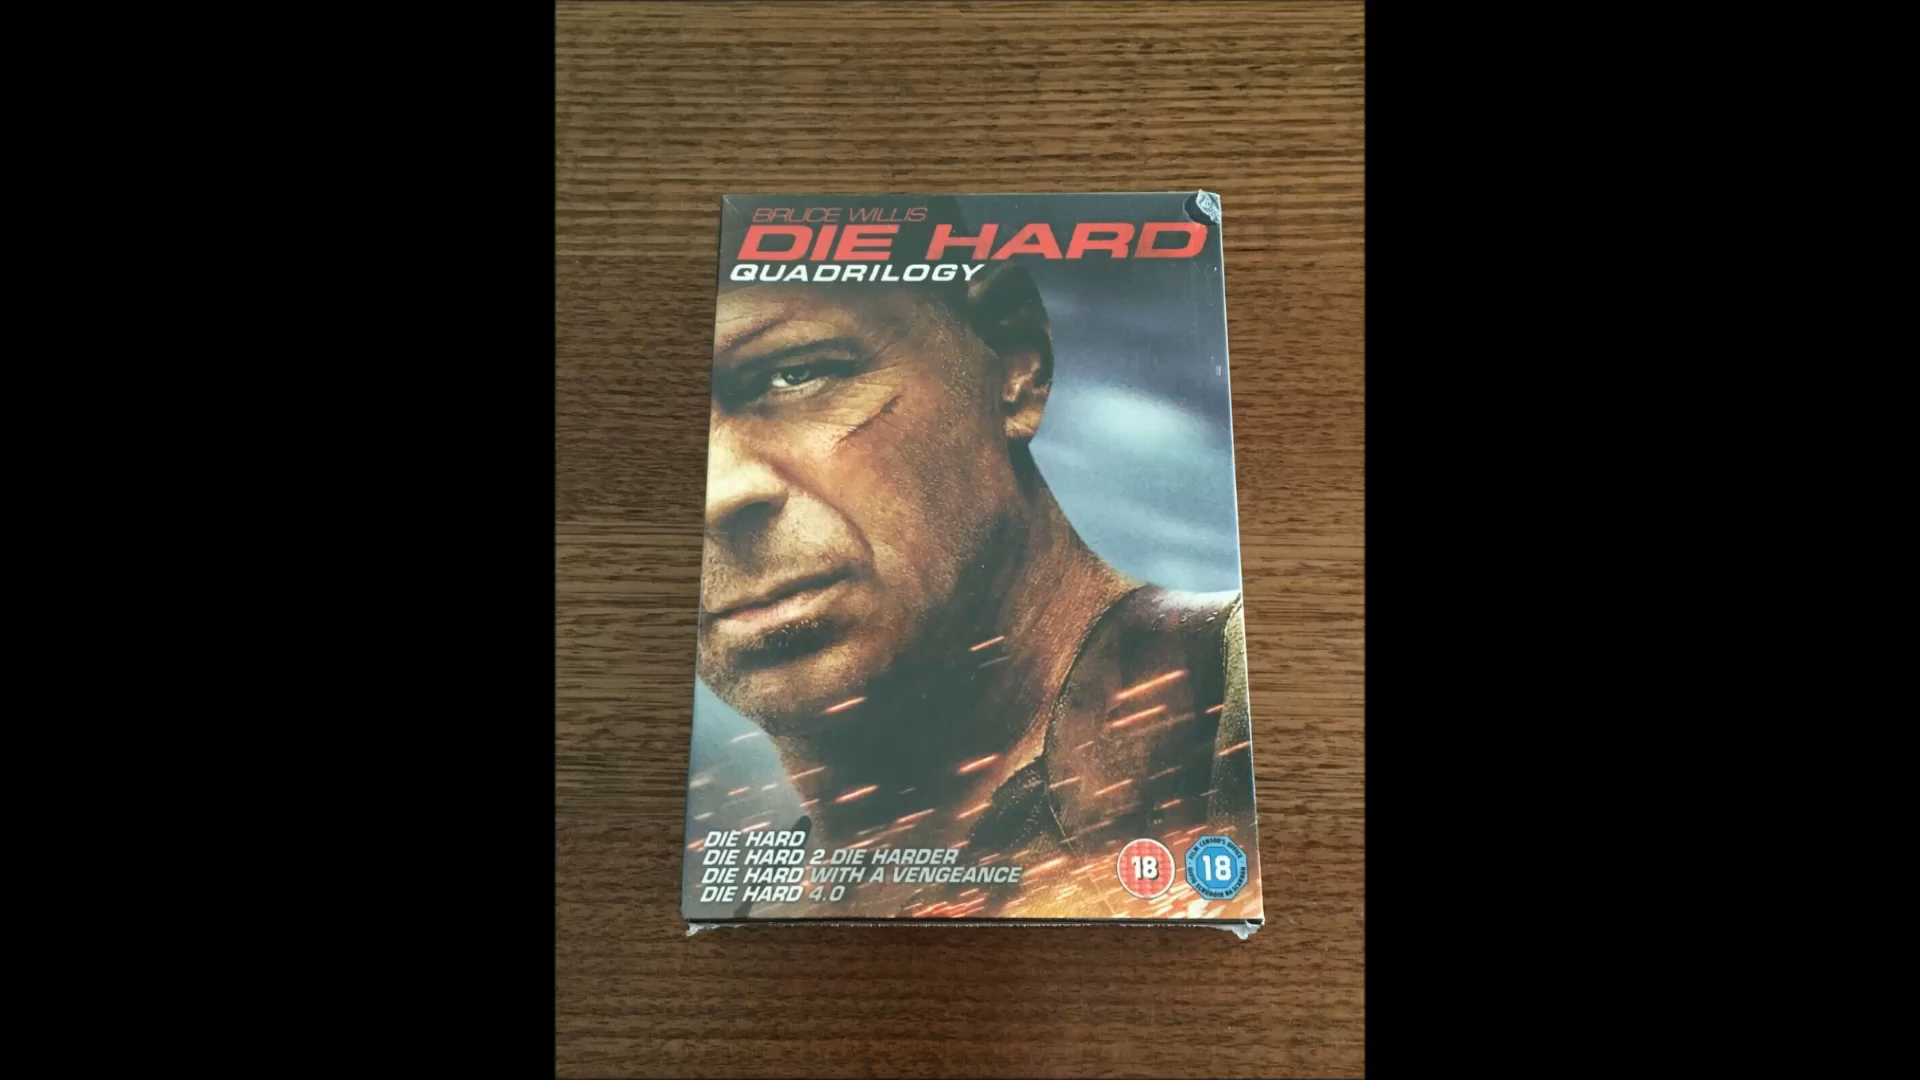 BRUCE WILLIS
DIE HARD
QUADRILOGY
DIE HARD
DIE HARD 2 DIE HARDER
DIE HARD WITH A VENGEANCE
DIE HARD 4.0
18
18